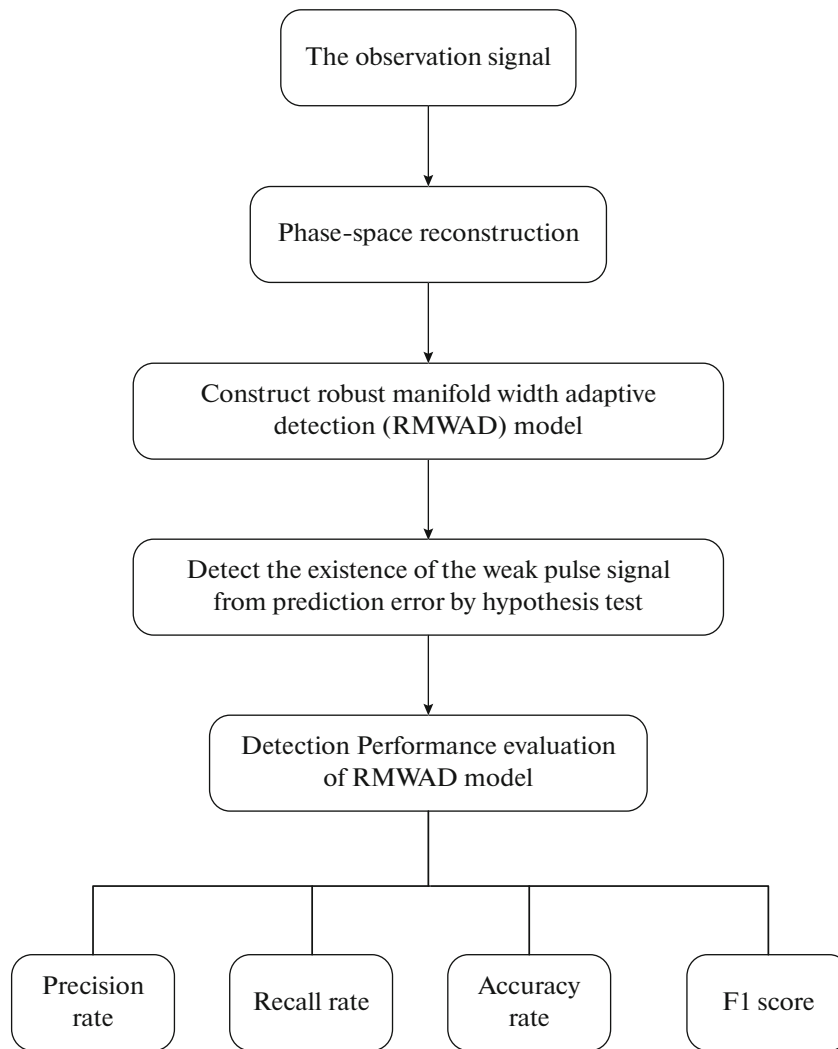 The observation signal
Phase-space reconstruction
Construct robust manifold width adaptive
detection (RMWAD) model
Detect the existence of the weak pulse signal
from prediction error by hypothesis test
Detection Performance evaluation
of RMWAD model
Precision
rate
Recall rate
Accuracy
rate
F1 score